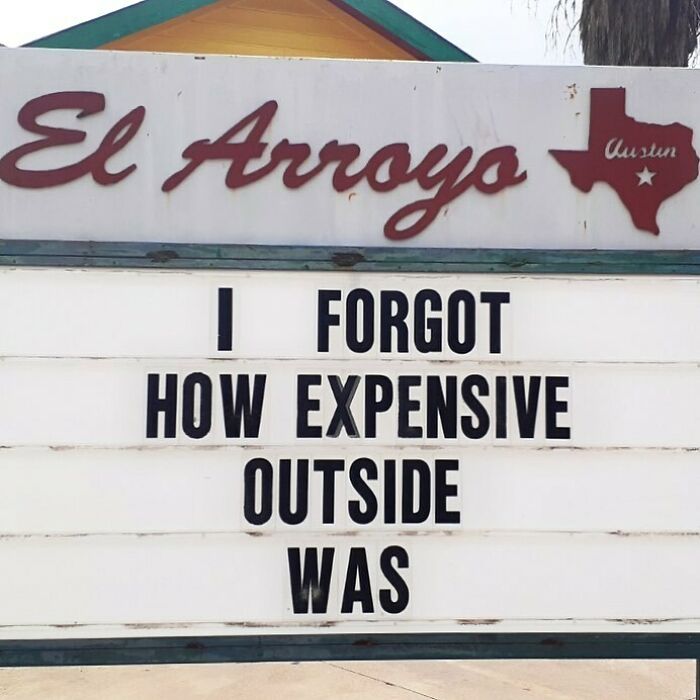 El Arroyo
Austin
I FORGOT
HOW EXPENSIVE
OUTSIDE
WAS